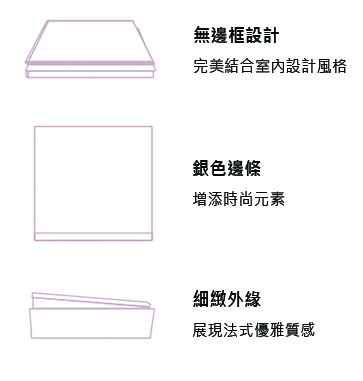 無邊框設計
完美結合室內設計風格
銀色邊條
增添時尚元素
細緻外緣
展現法式優雅質感